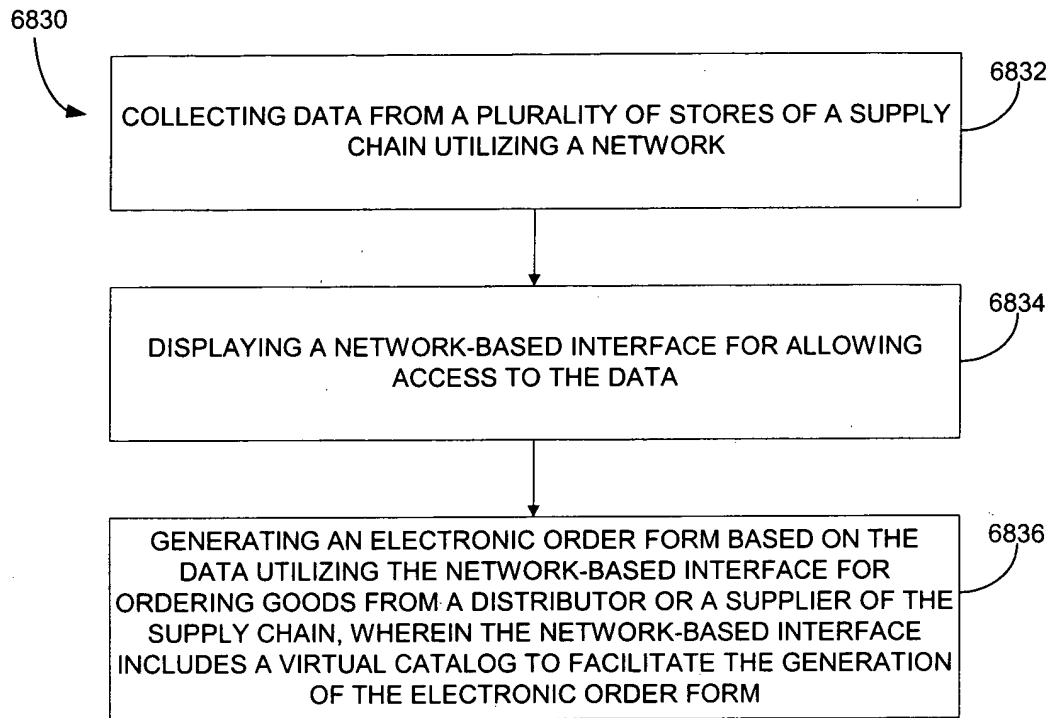 6830
6832
COLLECTING DATA FROM A PLURALITY OF STORES OF A SUPPLY
CHAIN UTILIZING A NETWORK
6834
DISPLAYING A NETWORK-BASED INTERFACE FOR ALLOWING
ACCESS TO THE DATA
6836
GENERATING AN ELECTRONIC ORDER FORM BASED ON THE
DATA UTILIZING THE NETWORK-BASED INTERFACE FOR
ORDERING GOODS FROM A DISTRIBUTOR OR A SUPPLIER OF THE
SUPPLY CHAIN, WHEREIN THE NETWORK-BASED INTERFACE
INCLUDES A VIRTUAL CATALOG TO FACILITATE THE GENERATION
OF THE ELECTRONIC ORDER FORM